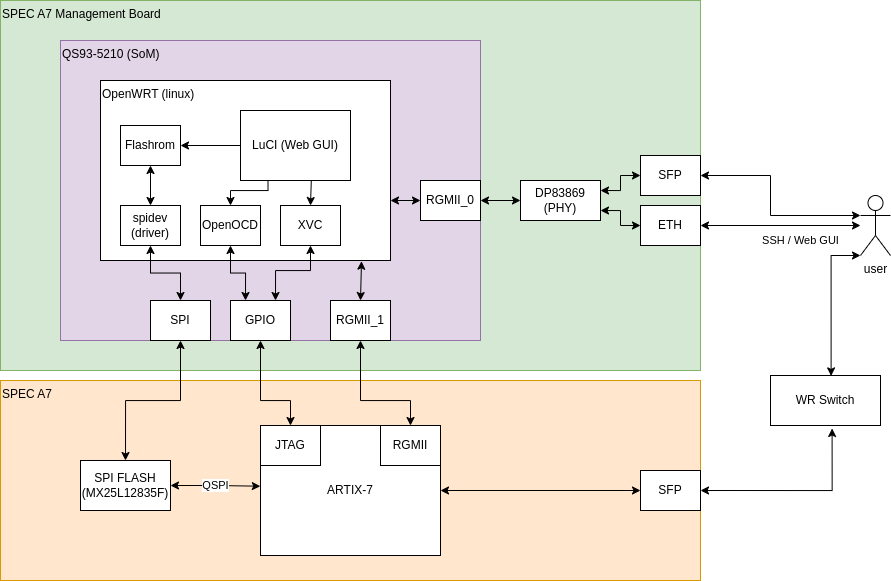 SPEC A7 Management Board
QS93-5210 (SoM)
OpenWRT (linux)
Flashrom
LuCI (Web GUI)
spidev
(driver)
OpenOCD
XVC
RGMII_0
DP83869
(PHY)
SFP
ETH
SSH / Web GUI
user
SPI
GPIO
RGMII_1
SPEC A7
WR Switch
JTAG
RGMII
SPI FLASH
(MX25L12835F)
QSPI
ARTIX-7
SFP